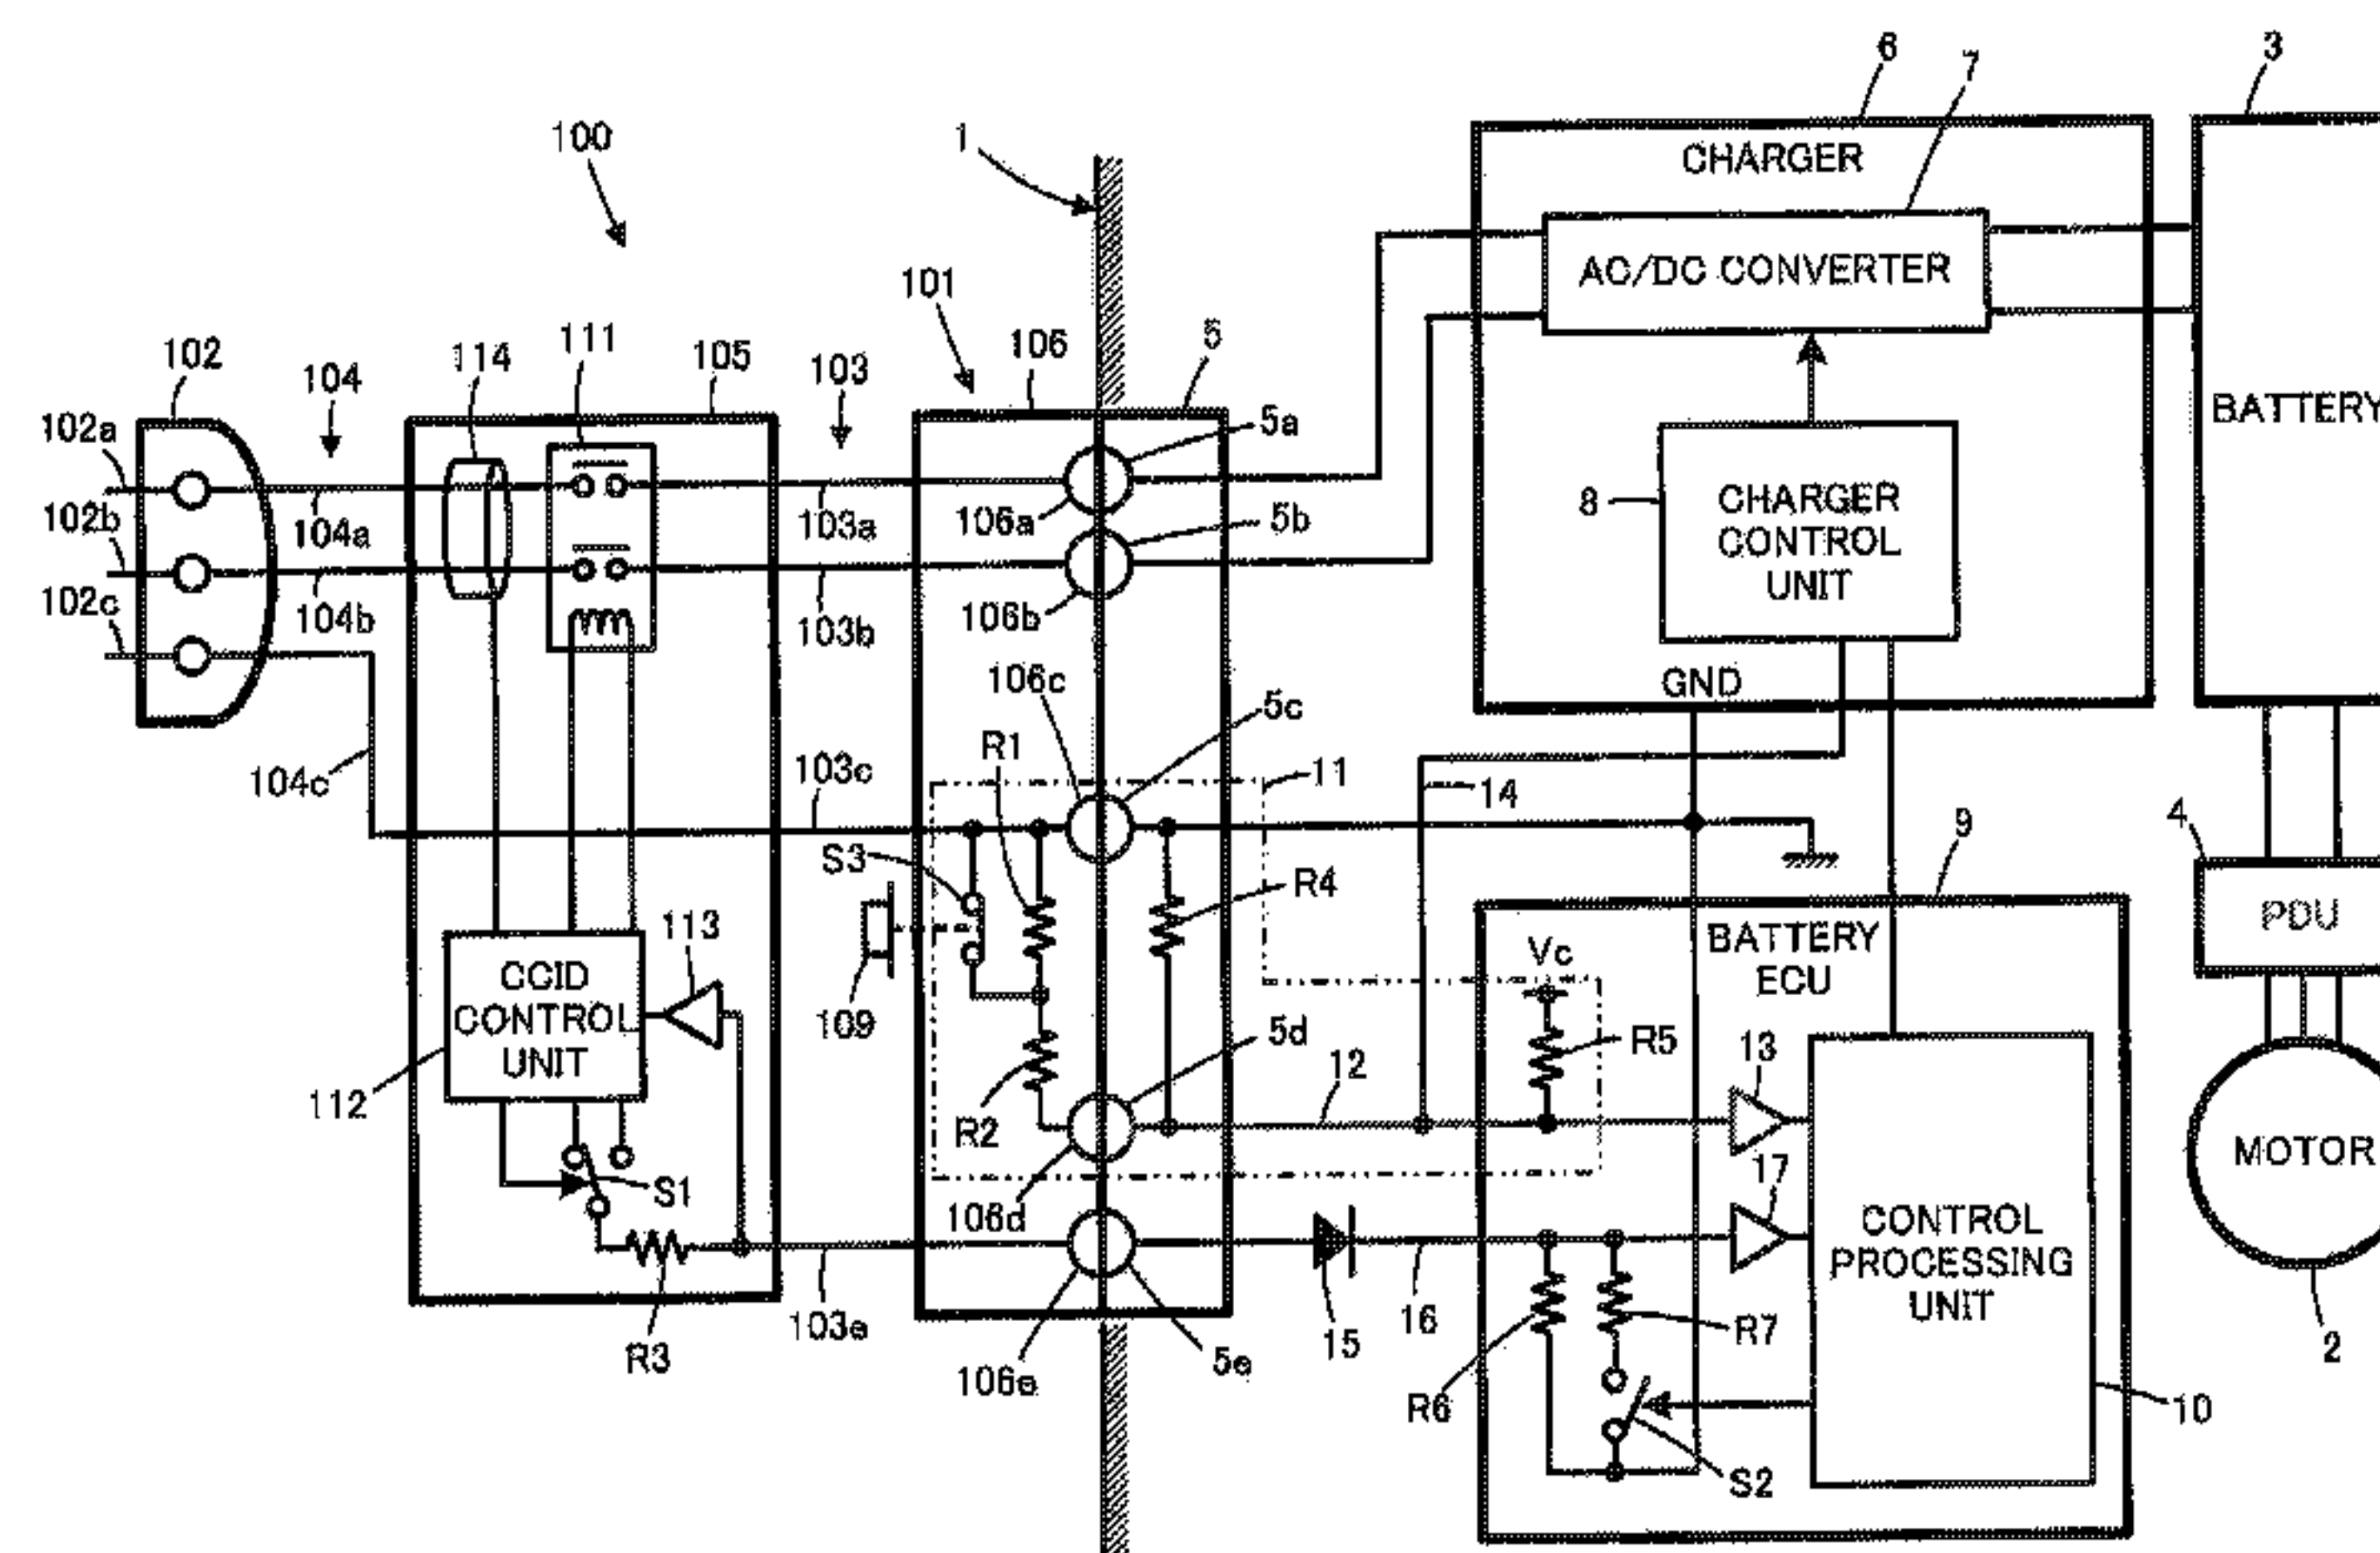 100
1
6
7
3
CHARGER
AC/DC CONVERTER
101
102
104
114
111
105
103
106
5
102a
102b
102c
104a
104b
103a
103b
106a
106b
5a
5b
8
CHARGER
CONTROL
UNIT
BATTERY
GND
106c
5c
R1
11
14
104c
103c
S3
R4
9
4
PDU
BATTERY
ECU
Vc
109
113
CCID
CONTROL
UNIT
112
5d
12
R5
13
R2
S1
106d
17
MOTOR
CONTROL
PROCESSING
UNIT
R3
103e
106e
5e
15
16
R6
R7
S2
10
2